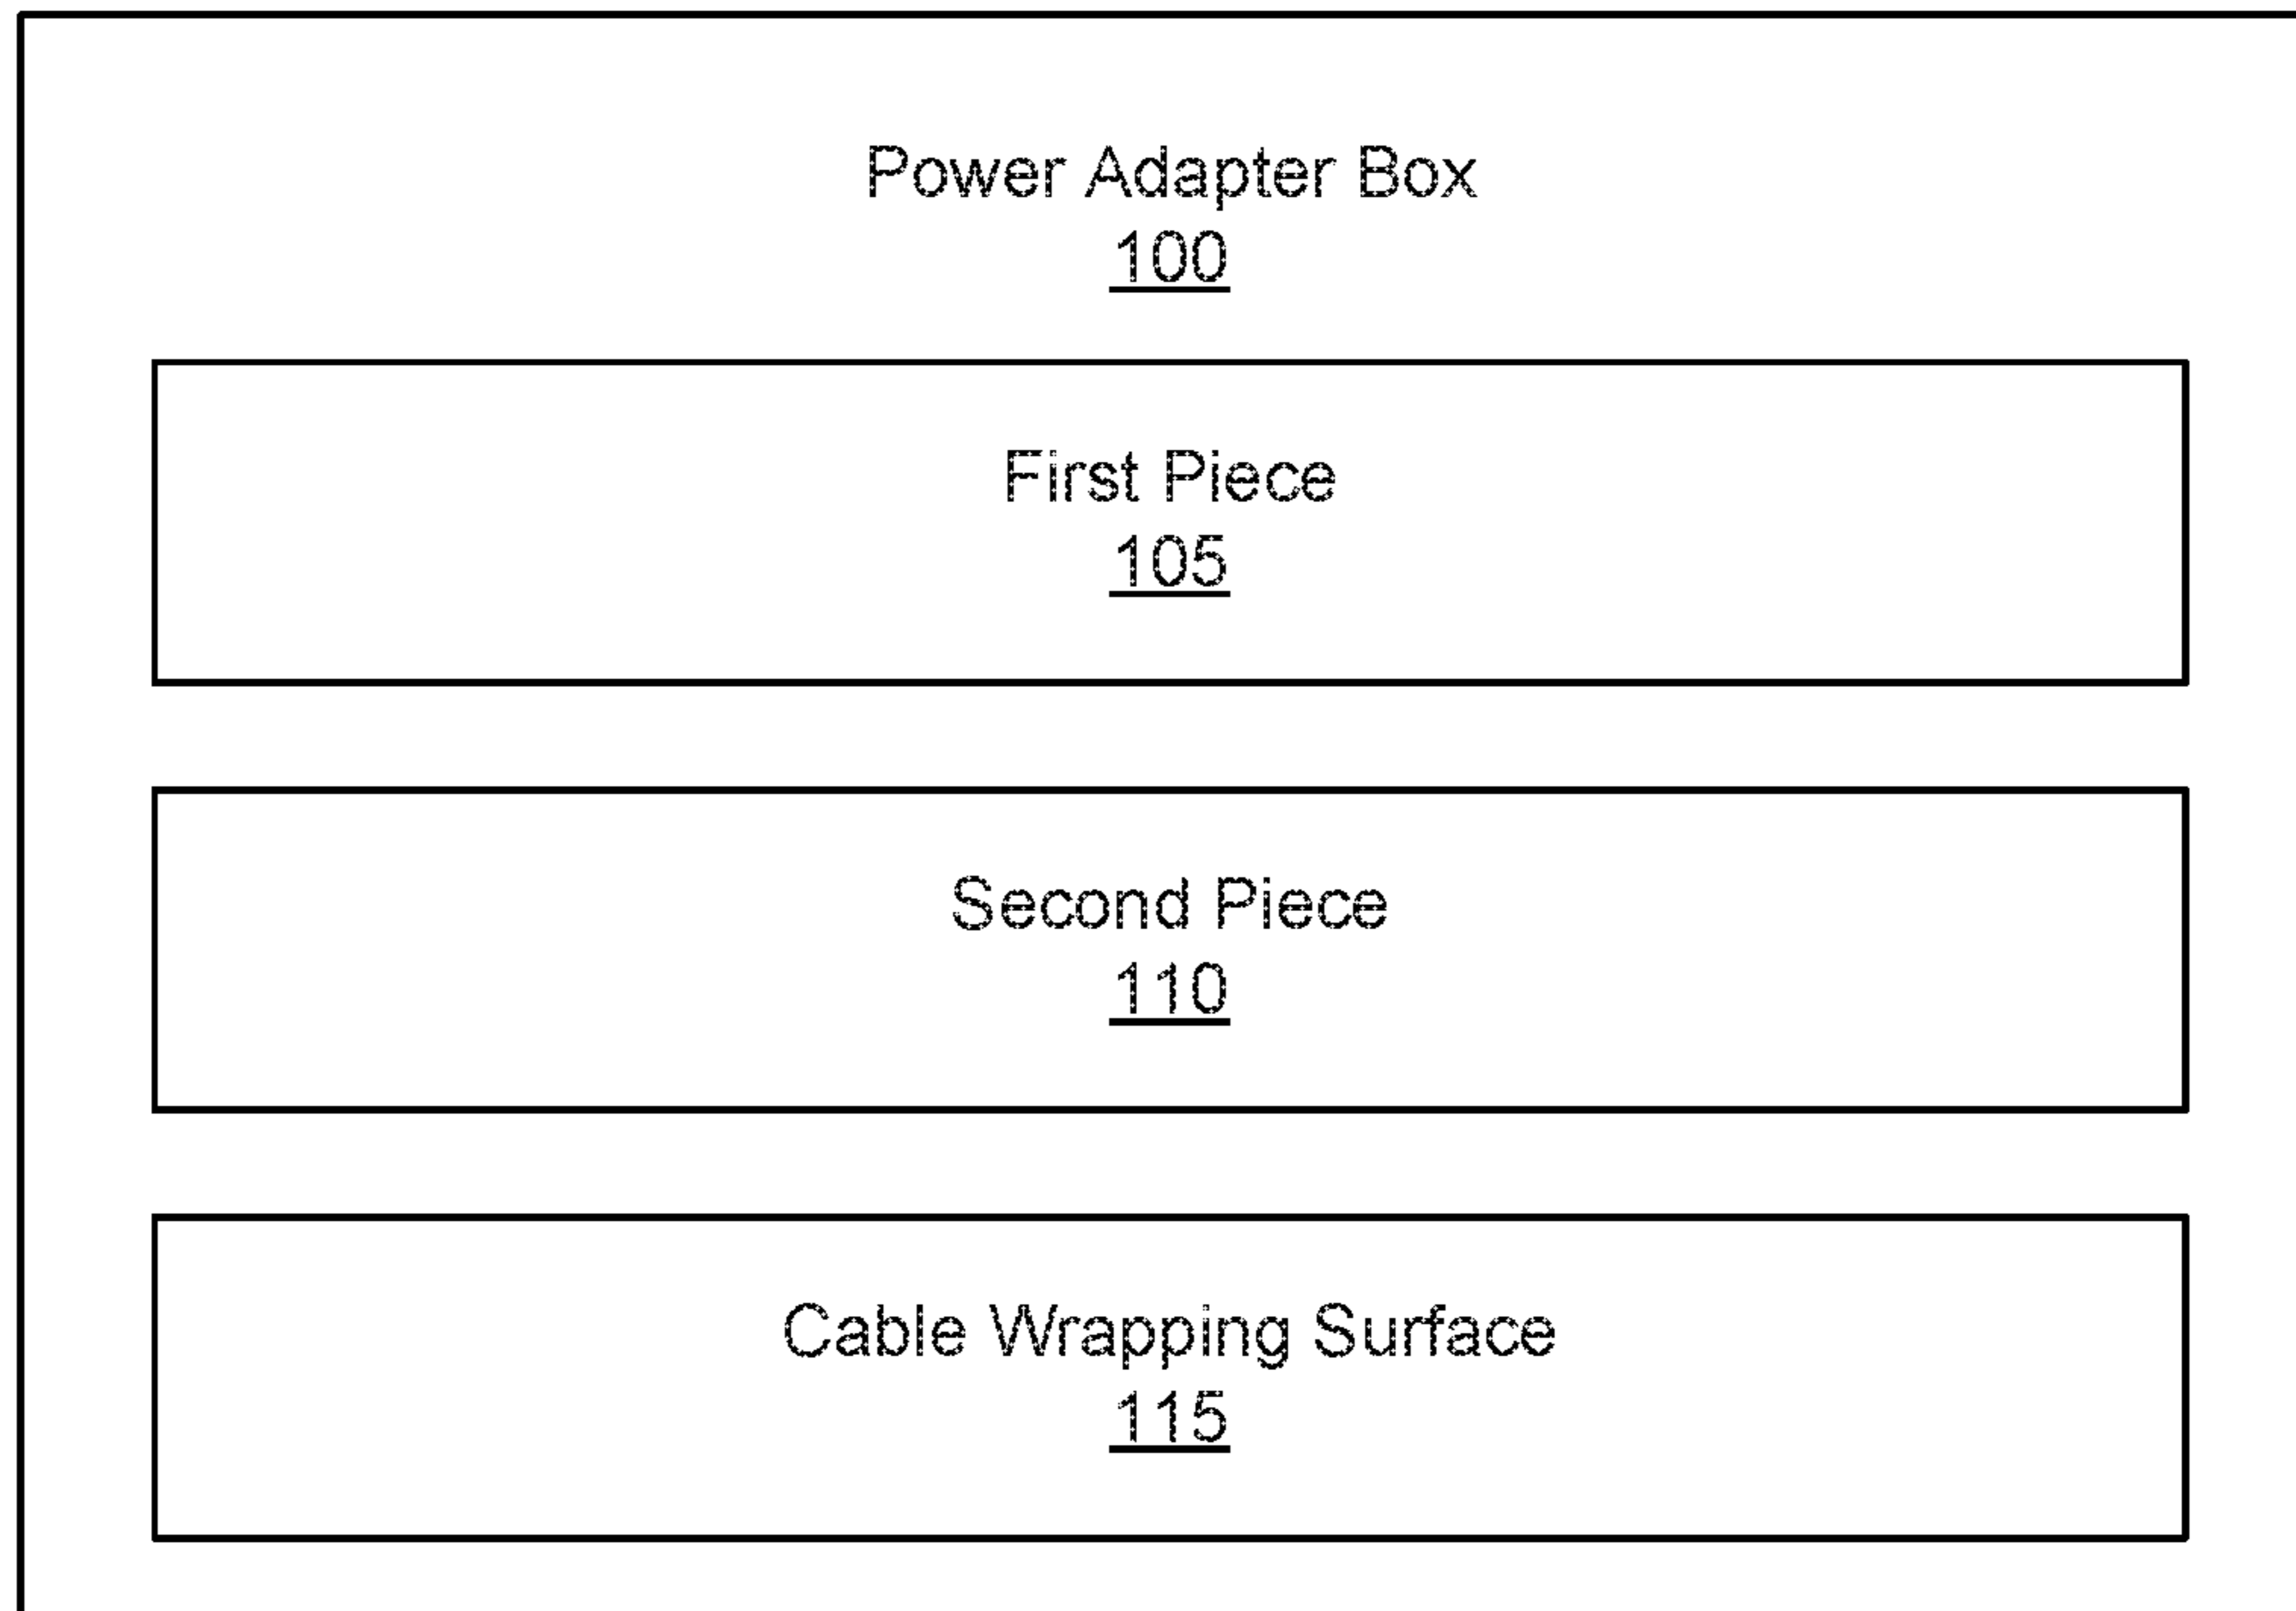 Power Adapter Box
100
First Piece
105
Second Piece
110
Cable Wrapping Surface
115